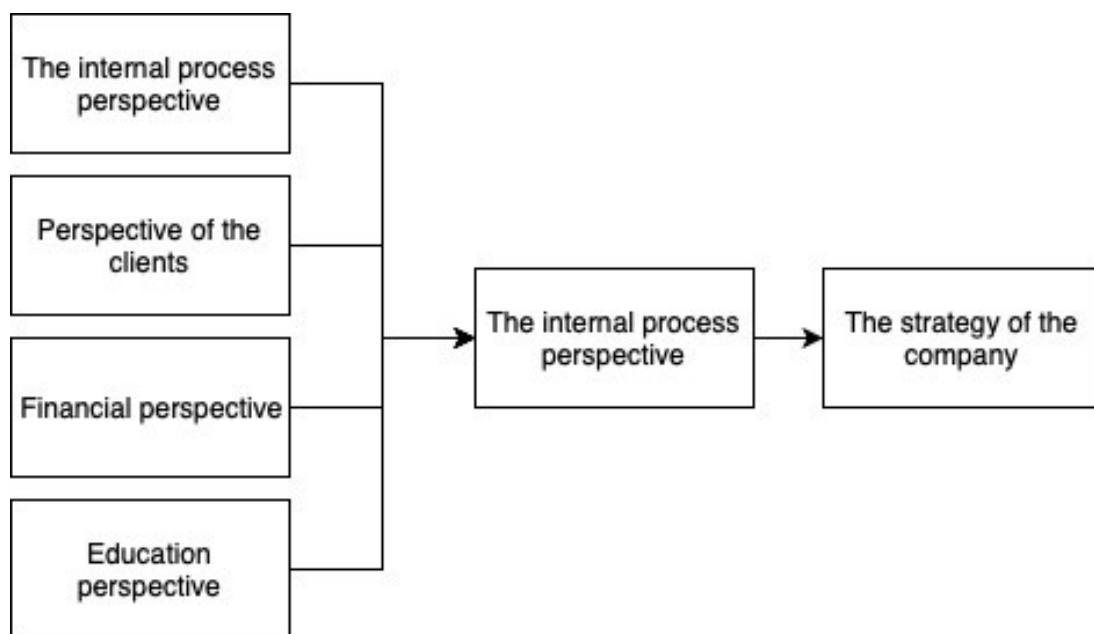 The internal process
perspective
Perspective of the
clients
Financial perspective
Education
perspective
The internal process
perspective
The strategy of the
company